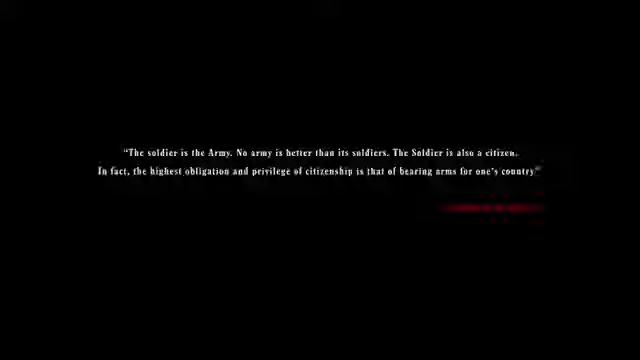 “The soldier is the Army. No army is better than its soldiers. The Soldier is also a citizen.
In fact, the highest obligation and privilege of citizenship is that of bearing arms for one's country”